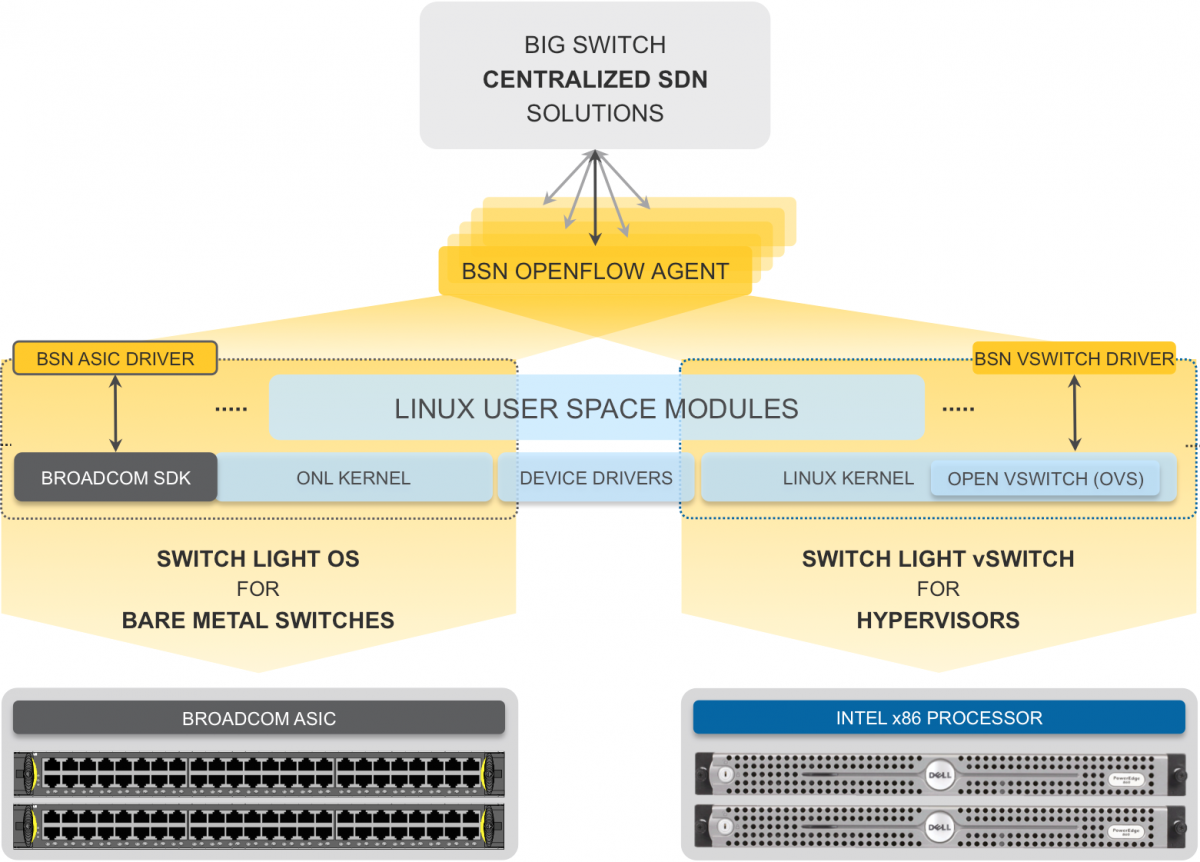 BIG SWITCH
CENTRALIZED SDN
SOLUTIONS
BSN OPENFLOW AGENT
BSN ASIC DRIVER
BSN VSWITCH DRIVER
.....
LINUX USER SPACE MODULES
.....
BROADCOM SDK
ONL KERNEL
DEVICE DRIVERS
LINUX KERNEL
OPEN VSWITCH (OVS)
SWITCH LIGHT OS
FOR
BARE METAL SWITCHES
SWITCH LIGHT vSWITCH
FOR
HYPERVISORS
BROADCOM ASIC
INTEL x86 PROCESSOR
DELL
PowerEdge
DELL
PowerEdge